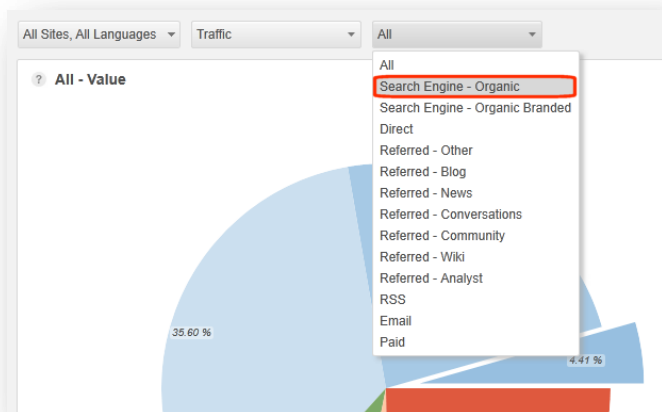 All Sites, All Languages
Traffic
All
? All - Value
All
Search Engine - Organic
Search Engine - Organic Branded
Direct
Referred - Other
Referred - Blog
Referred - News
Referred - Conversations
Referred - Community
Referred - Wiki
Referred - Analyst
RSS
Email
Paid
35.60 %
4.41 %